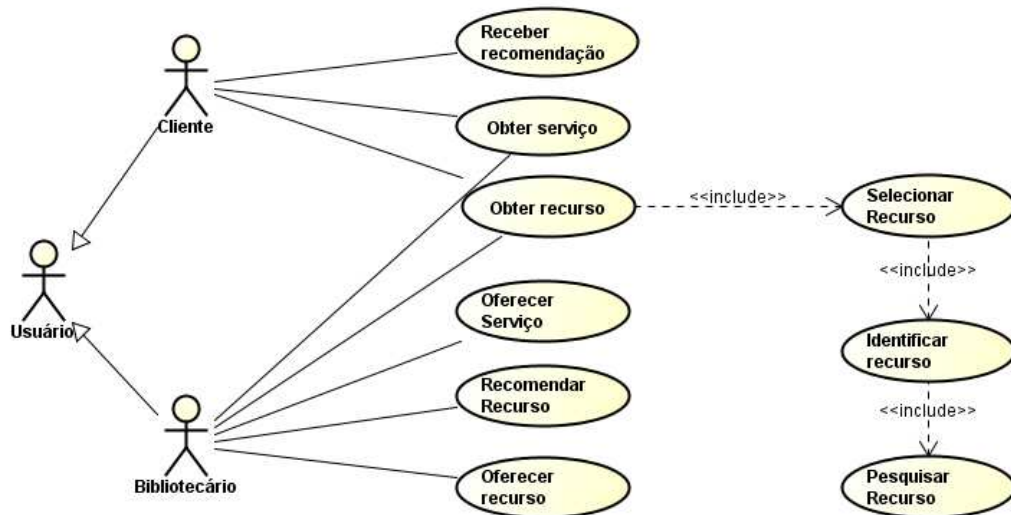 Receber
recomendação
Cliente
Obter serviço
Obter recurso
<<include>>
Selecionar
Recurso
<<include>>
Usuário
Oferecer
Serviço
Identificar
recurso
Recomendar
Recurso
<<include>>
Bibliotecário
Oferecer
recurso
Pesquisar
Recurso